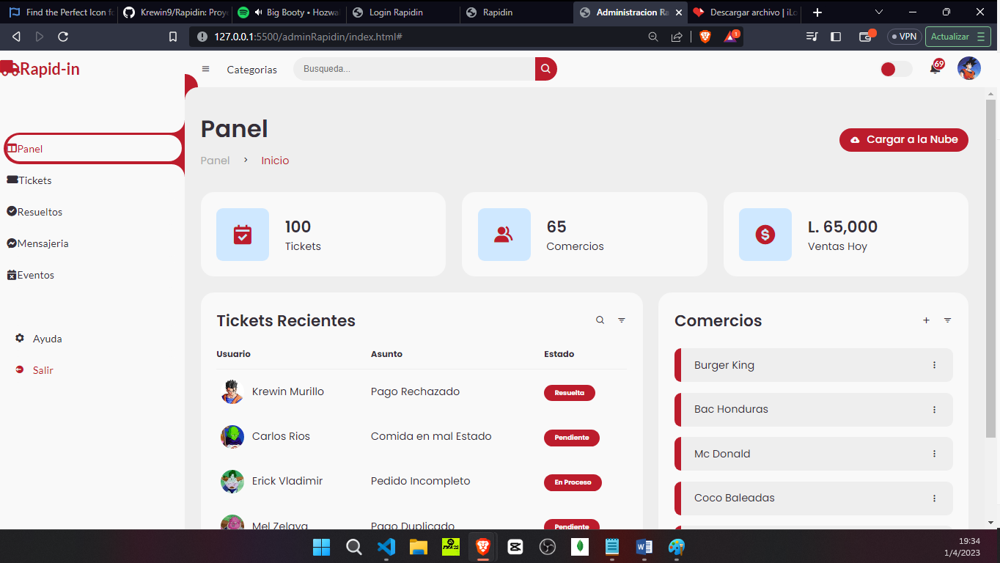 Find the Perfect Icon fo
Krewin9/Rapidin: Proye
Big Booty • Hozwa
Login Rapidin
Rapidin
Administracion Ra
Descargar archivo | iLo
127.0.0.1:5500/adminRapidin/index.html#
1
VPN
Actualizar
Rapid-in
Categorias
Busqueda...
69
Panel
Tickets
Resueltos
Mensajeria
Eventos
Ayuda
Salir
Panel
Panel
Inicio
Cargar a la Nube
100
Tickets
65
Comercios
L. 65,000
Ventas Hoy
Tickets Recientes
Usuario Asunto Estado
Krewin Murillo Pago Rechazado Resuelta
Carlos Rios Comida en mal Estado Pendiente
Erick Vladimir Pedido Incompleto En Proceso
Mel Zelaya Pago Duplicado Pendiente
Comercios
Burger King
Bac Honduras
Mc Donald
Coco Baleadas
19:34
1/4/2023